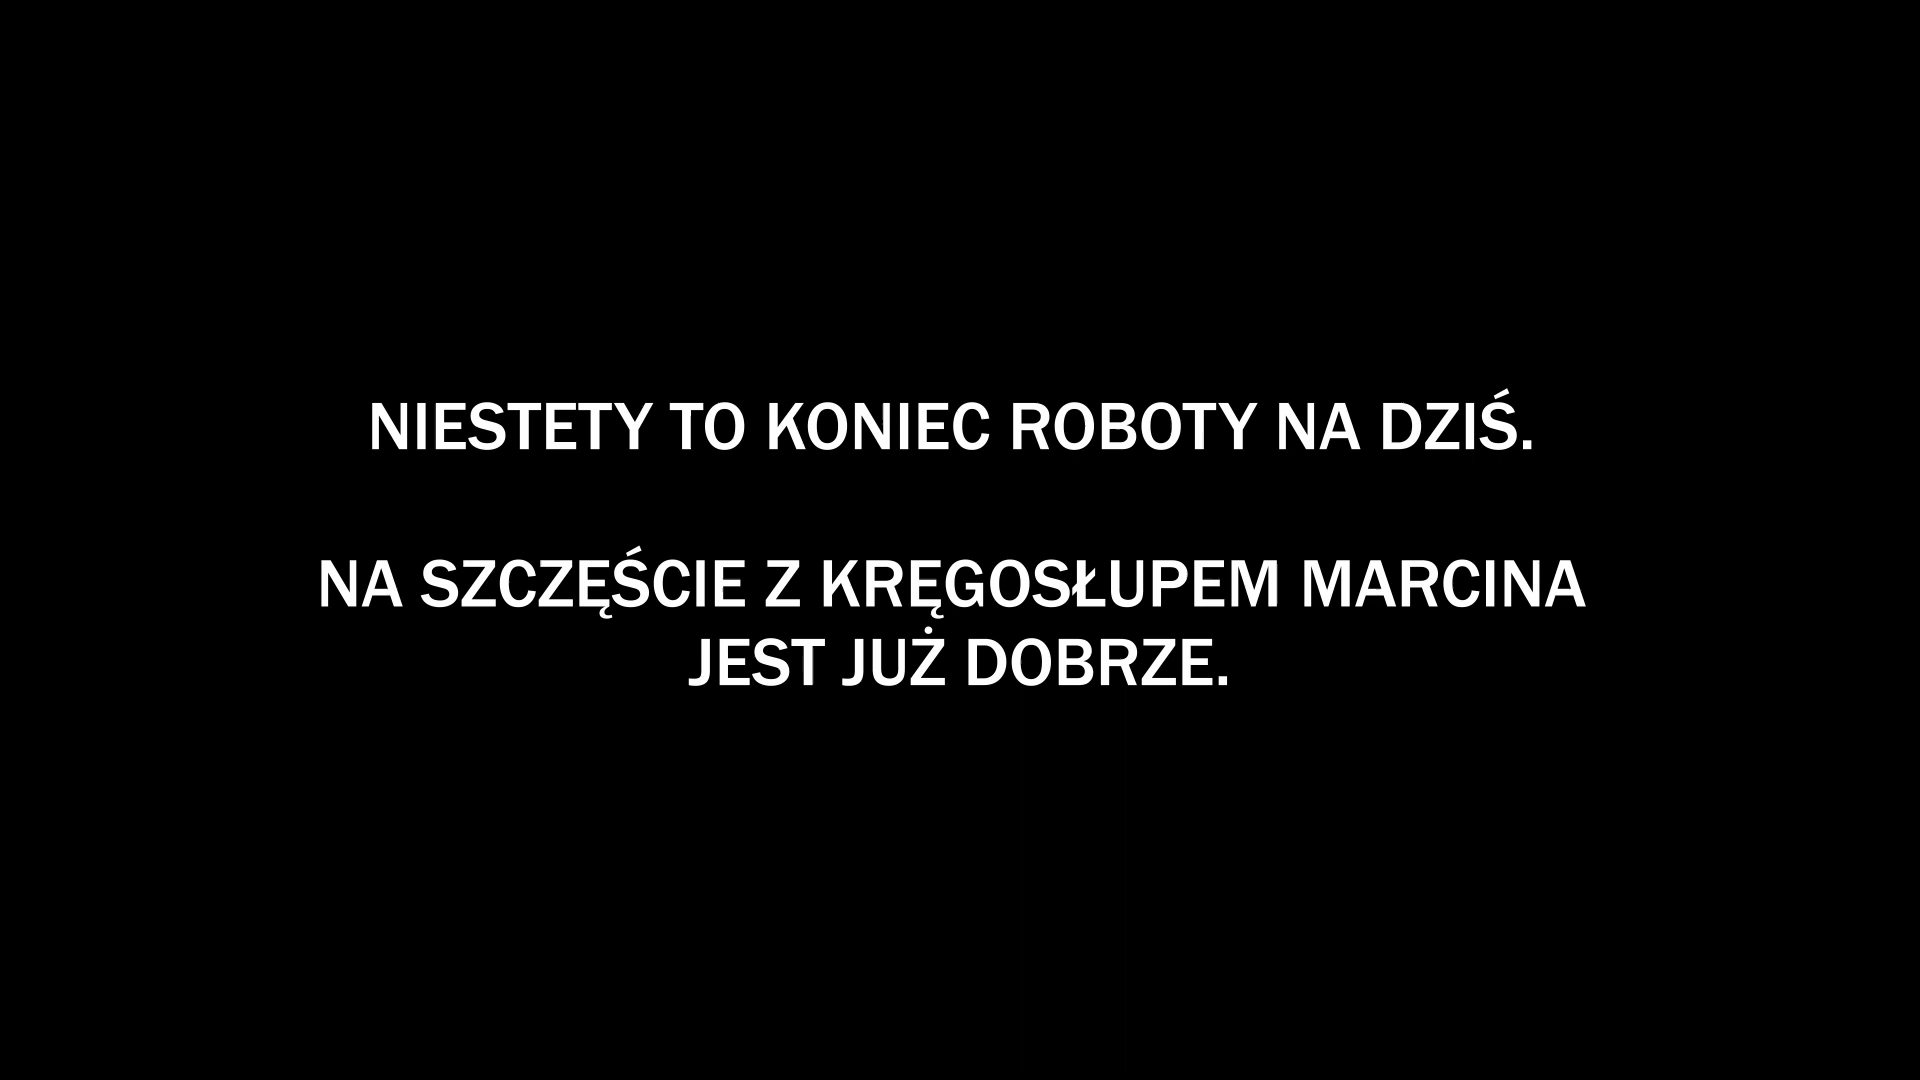 NIESTETY TO KONIEC ROBOTY NA DZIŚ.
NA SZCZĘŚCIE Z KRĘGOSŁUPEM MARCINA
JEST JUŻ DOBRZE.